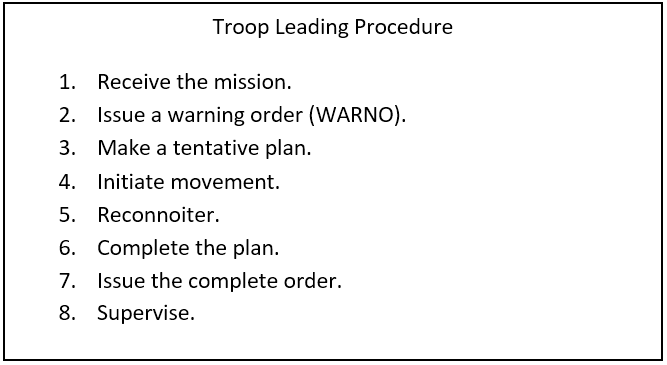 Troop Leading Procedure
1. Receive the mission.
2. Issue a warning order (WARNO).
3. Make a tentative plan.
4. Initiate movement.
5. Reconnoiter.
6. Complete the plan.
7. Issue the complete order.
8. Supervise.